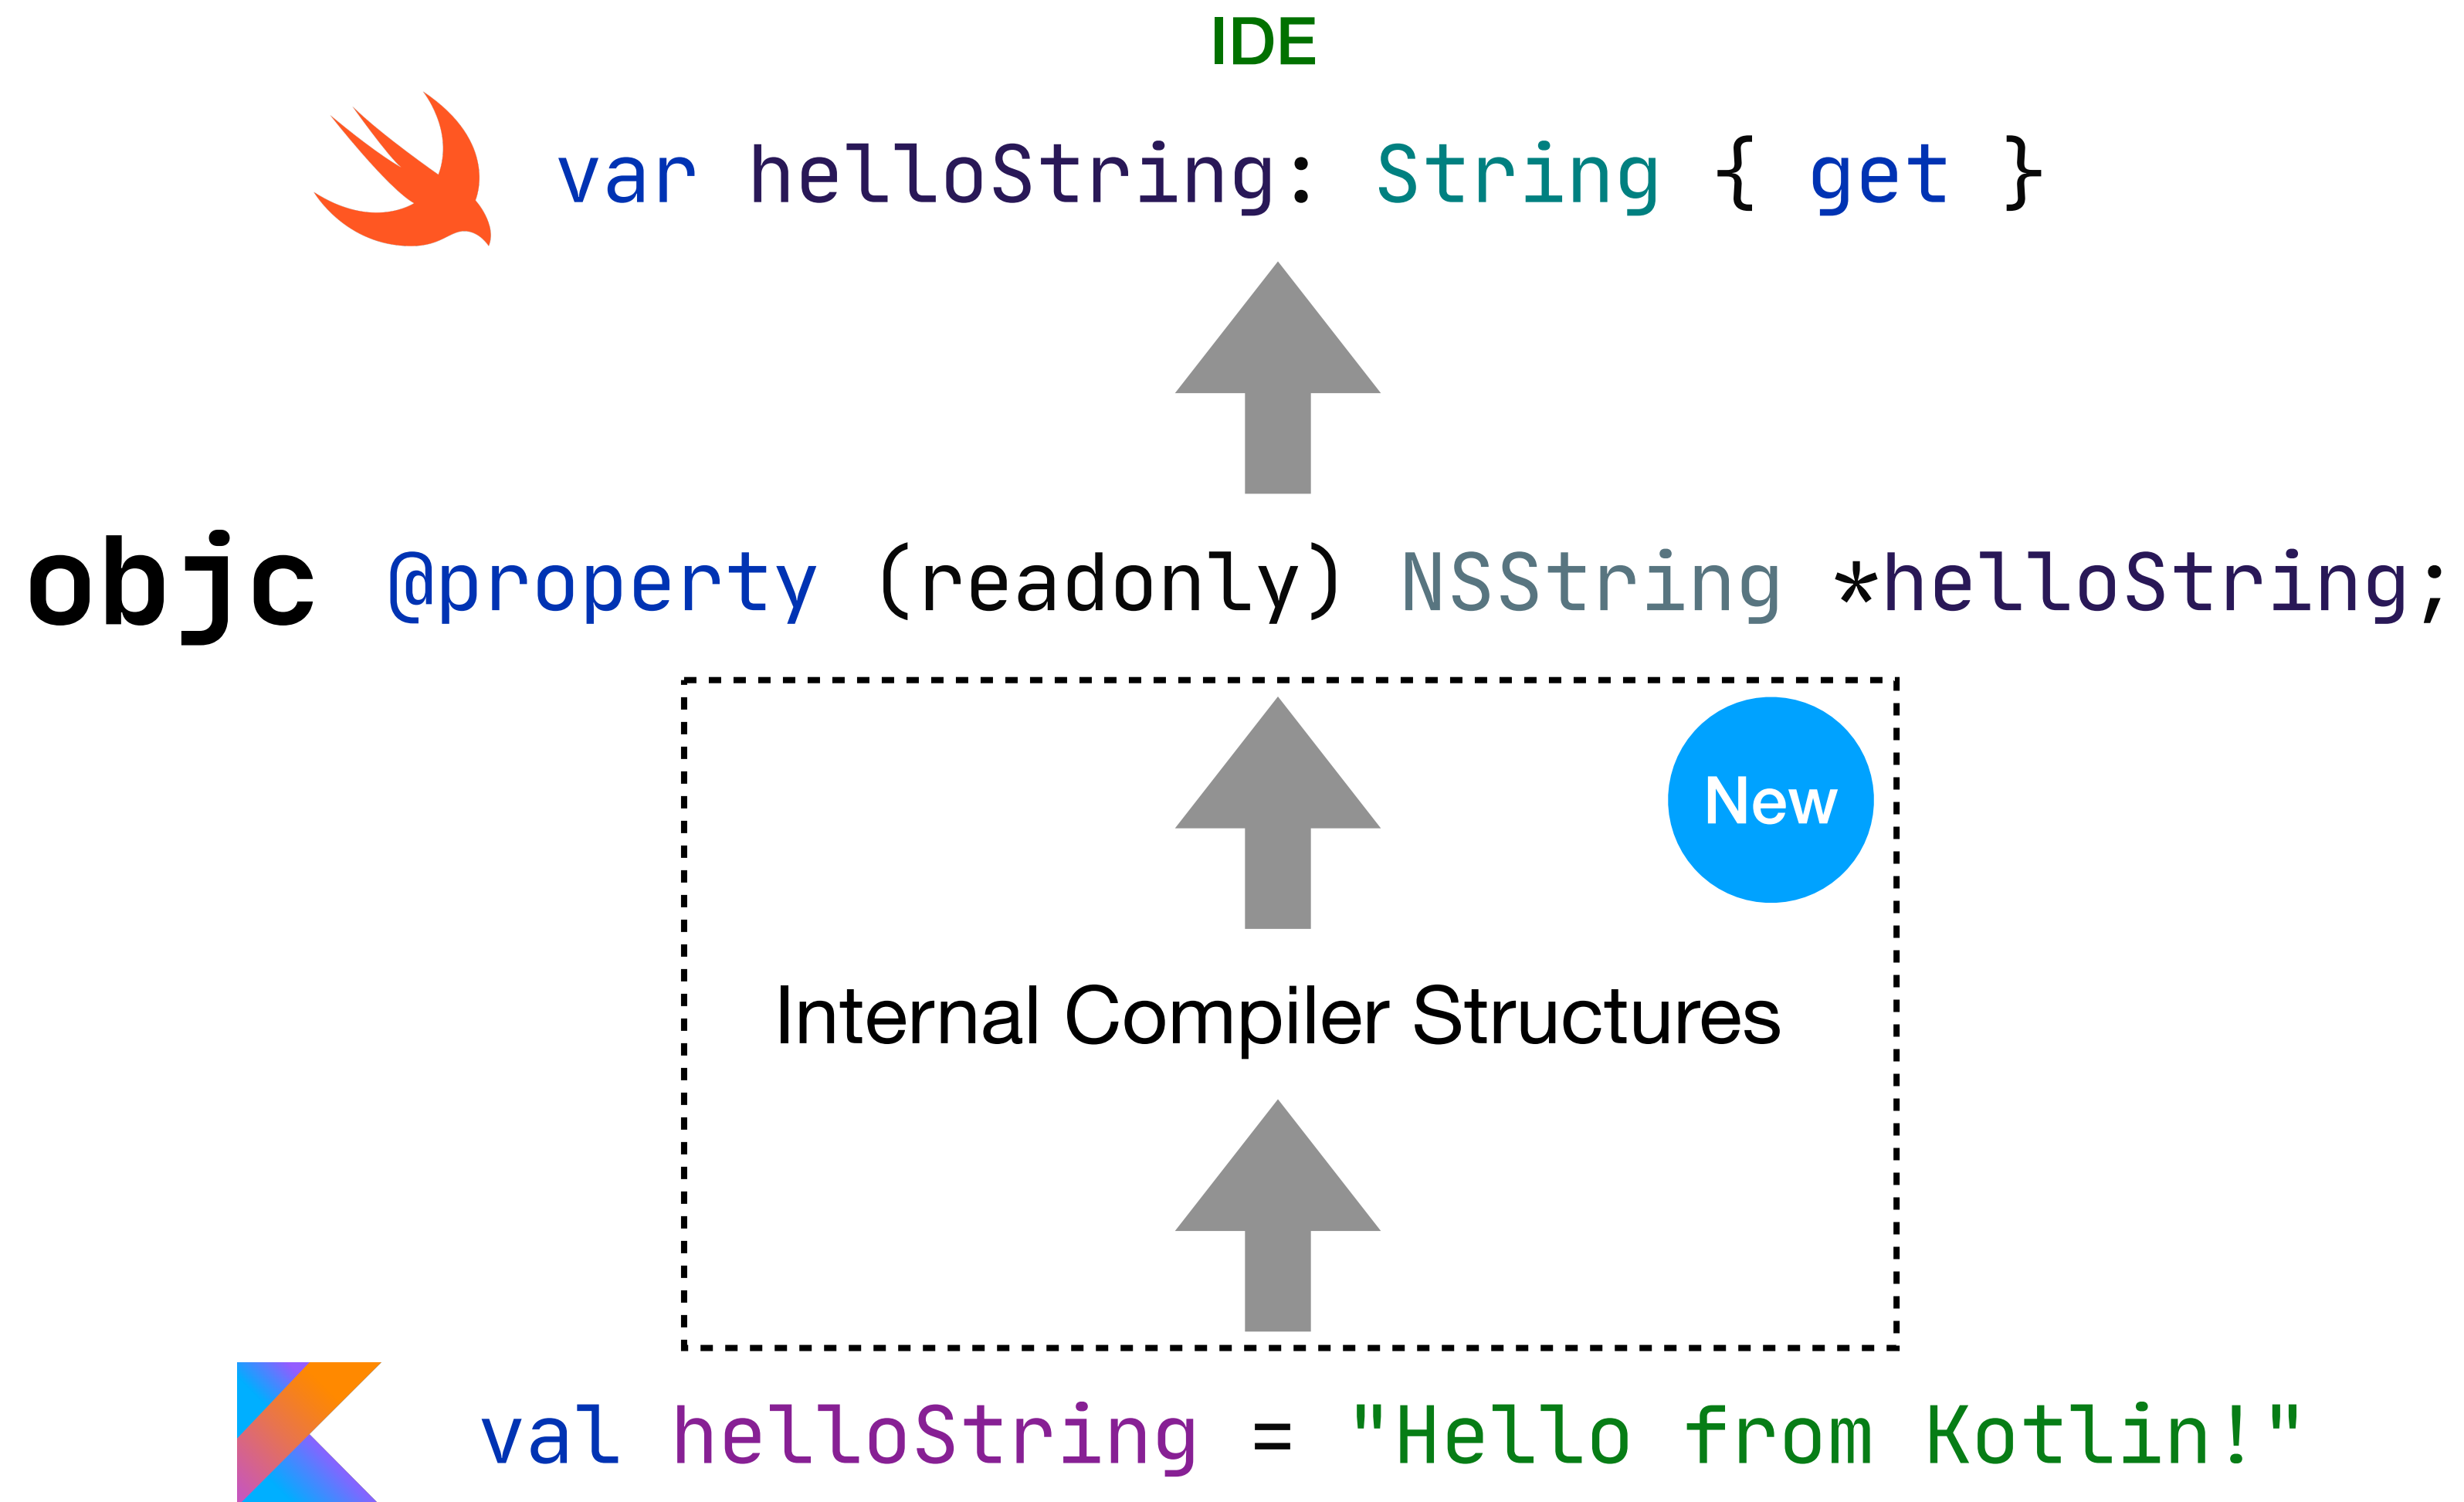 IDE
var helloString: String { get }
objc @property (readonly) NSString *helloString;
New
Internal Compiler Structures
val helloString = "Hello from Kotlin!"